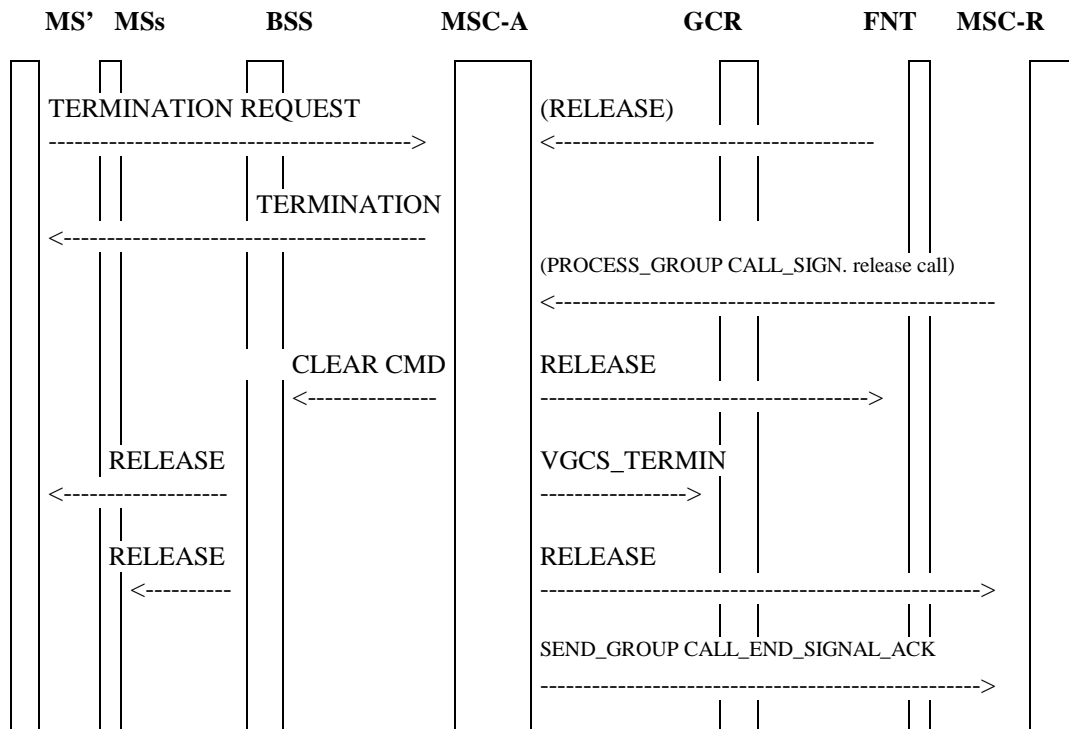 MS’ MSs BSS MSC-A GCR FNT MSC-R
TERMINATION REQUEST (RELEASE)
-----------------------------------------> <------------------------------------
TERMINATION
<-----------------------------------------
(PROCESS_GROUP CALL_SIGN. release call)
<----------------------------------------------------
CLEAR CMD RELEASE
<--------------- -------------------------------------->
RELEASE VGCS_TERMIN
<------------------- ----------------->
RELEASE RELEASE
<---------- -------------------------------------------------->
SEND_GROUP CALL_END_SIGNAL_ACK
-------------------------------------------------->